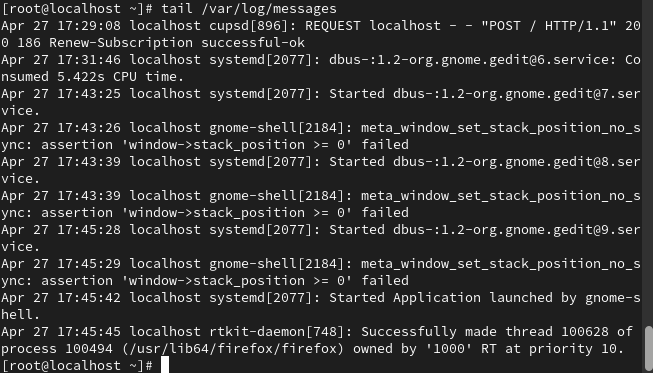 [root@localhost ~]# tail /var/log/messages
Apr 27 17:29:08 localhost cupsd[896]: REQUEST localhost - - "POST / HTTP/1.1" 20
0 186 Renew-Subscription successful-ok
Apr 27 17:31:46 localhost systemd[2077]: dbus-:1.2-org.gnome.gedit@6.service: Co
nsumed 5.422s CPU time.
Apr 27 17:43:25 localhost systemd[2077]: Started dbus-:1.2-org.gnome.gedit@7.ser
vice.
Apr 27 17:43:26 localhost gnome-shell[2184]: meta_window_set_stack_position_no_s
ync: assertion 'window->stack_position >= 0' failed
Apr 27 17:43:39 localhost systemd[2077]: Started dbus-:1.2-org.gnome.gedit@8.ser
vice.
Apr 27 17:43:39 localhost gnome-shell[2184]: meta_window_set_stack_position_no_s
ync: assertion 'window->stack_position >= 0' failed
Apr 27 17:45:28 localhost systemd[2077]: Started dbus-:1.2-org.gnome.gedit@9.ser
vice.
Apr 27 17:45:29 localhost gnome-shell[2184]: meta_window_set_stack_position_no_s
ync: assertion 'window->stack_position >= 0' failed
Apr 27 17:45:42 localhost systemd[2077]: Started Application launched by gnome-s
hell.
Apr 27 17:45:45 localhost rtkit-daemon[748]: Successfully made thread 100628 of
process 100494 (/usr/lib64/firefox/firefox) owned by '1000' RT at priority 10.
[root@localhost ~]#